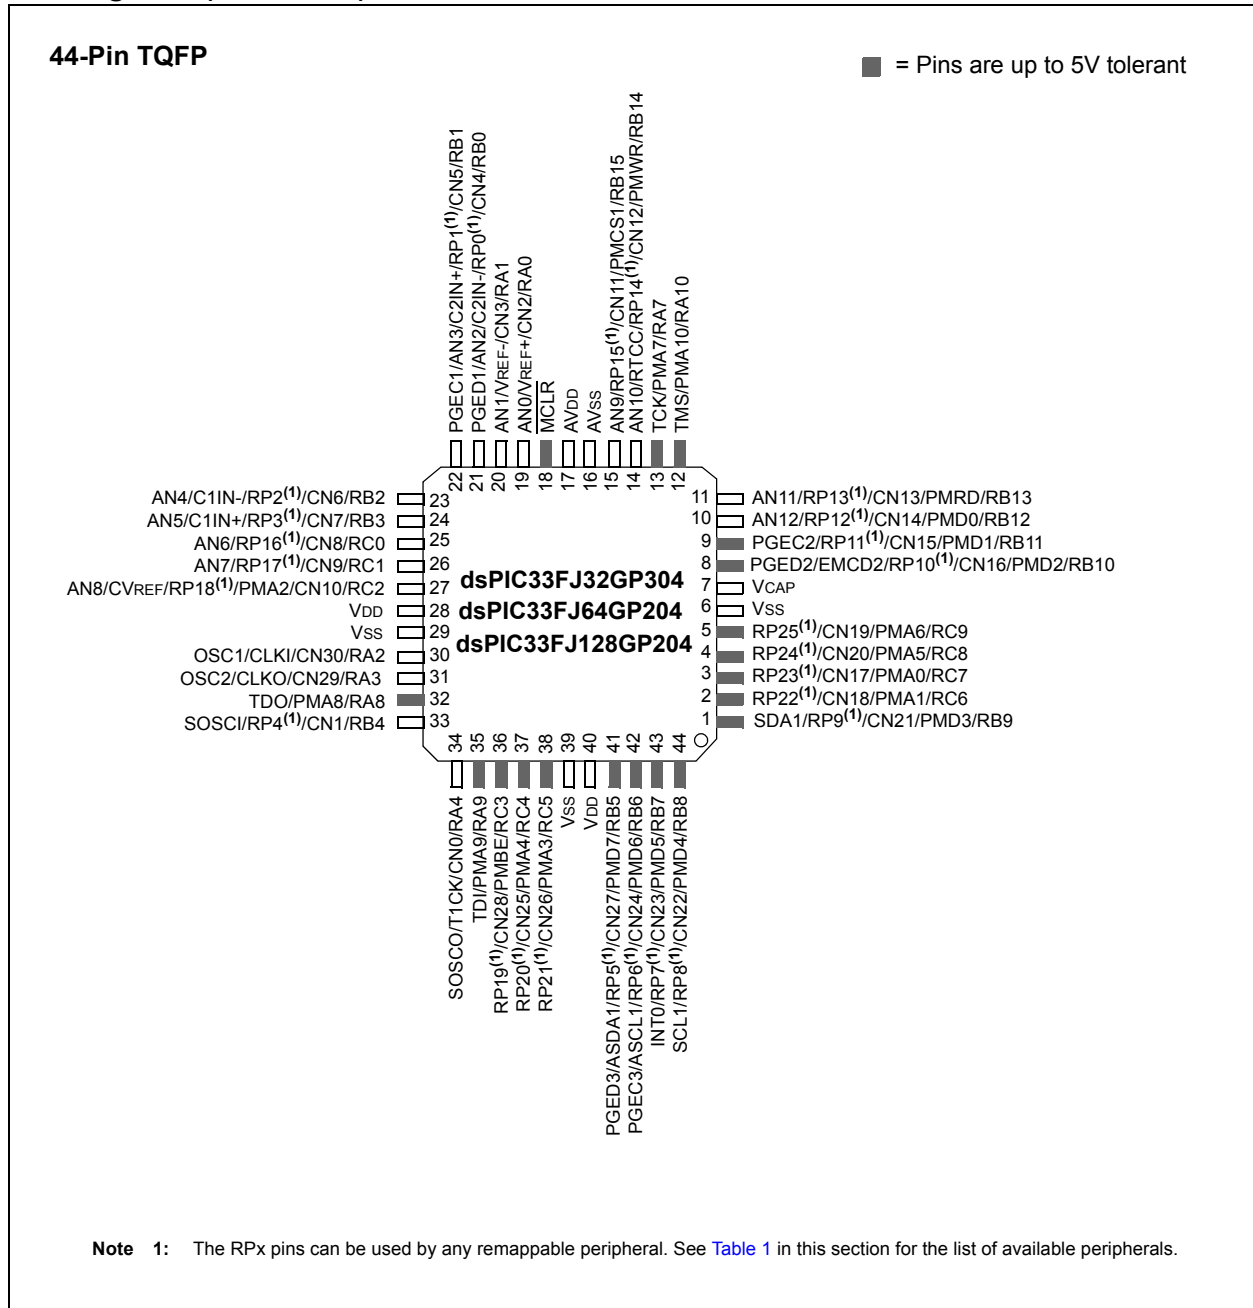 44-Pin TQFP
= Pins are up to 5V tolerant
PGEC1/AN3/C2IN+/RP1(1)/CN5/RB1
PGED1/AN2/C2IN-/RP0(1)/CN4/RB0
AN1/VREF-/CN3/RA1
AN0/VREF+/CN2/RA0
MCLR
AVDD
AVSS
AN9/RP15(1)/CN11/PMCS1/RB15
AN10/RTCC/RP14(1)/CN12/PMWR/RB14
TCK/PMA7/RA7
TMS/PMA10/RA10
22 21 20 19 18 17 16 15 14 13 12
AN4/C1IN-/RP2(1)/CN6/RB2 23
AN5/C1IN+/RP3(1)/CN7/RB3 24
AN6/RP16(1)/CN8/RC0 25
AN7/RP17(1)/CN9/RC1 26
AN8/CVREF/RP18(1)/PMA2/CN10/RC2 27
VDD 28
VSS 29
OSC1/CLKI/CN30/RA2 30
OSC2/CLKO/CN29/RA3 31
TDO/PMA8/RA8 32
SOSCI/RP4(1)/CN1/RB4 33
dsPIC33FJ32GP304
dsPIC33FJ64GP204
dsPIC33FJ128GP204
11 AN11/RP13(1)/CN13/PMRD/RB13
10 AN12/RP12(1)/CN14/PMD0/RB12
9 PGEC2/RP11(1)/CN15/PMD1/RB11
8 PGED2/EMCD2/RP10(1)/CN16/PMD2/RB10
7 VCAP
6 VSS
5 RP25(1)/CN19/PMA6/RC9
4 RP24(1)/CN20/PMA5/RC8
3 RP23(1)/CN17/PMA0/RC7
2 RP22(1)/CN18/PMA1/RC6
1 SDA1/RP9(1)/CN21/PMD3/RB9
34 35 36 37 38 39 40 41 42 43 44
SOSCO/T1CK/CN0/RA4
TDI/PMA9/RA9
RP19(1)/CN28/PMBE/RC3
RP20(1)/CN25/PMA4/RC4
RP21(1)/CN26/PMA3/RC5
VSS
VDD
PGED3/ASDA1/RP5(1)/CN27/PMD7/RB5
PGEC3/ASCL1/RP6(1)/CN24/PMD6/RB6
INT0/RP7(1)/CN23/PMD5/RB7
SCL1/RP8(1)/CN22/PMD4/RB8
Note 1: The RPx pins can be used by any remappable peripheral. See Table 1 in this section for the list of available peripherals.